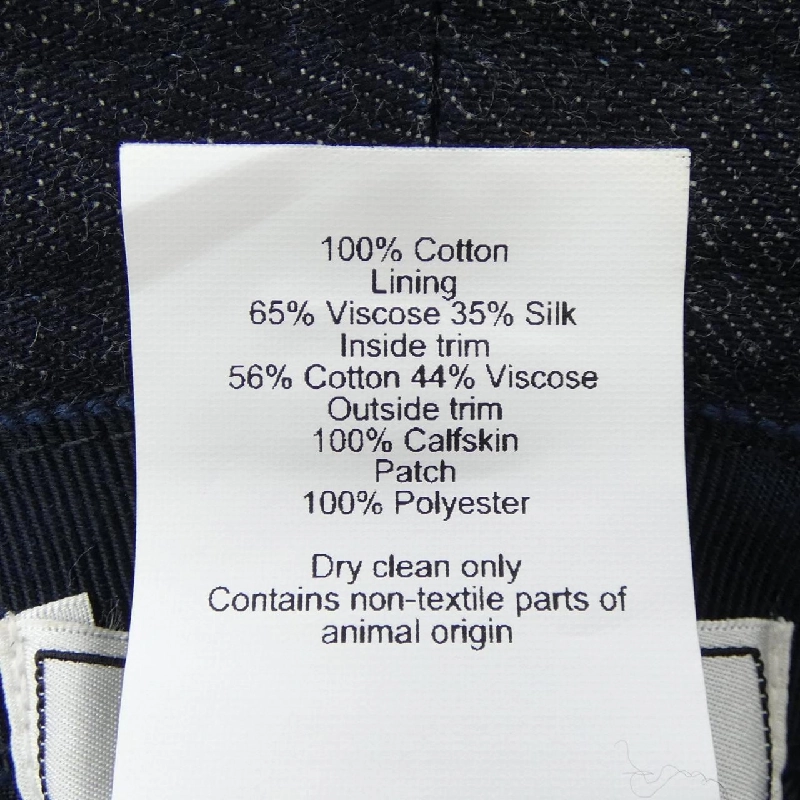 100% Cotton
Lining
65% Viscose 35% Silk
Inside trim
56% Cotton 44% Viscose
Outside trim
100% Calfskin
Patch
100% Polyester
Dry clean only
Contains non-textile parts of
animal origin